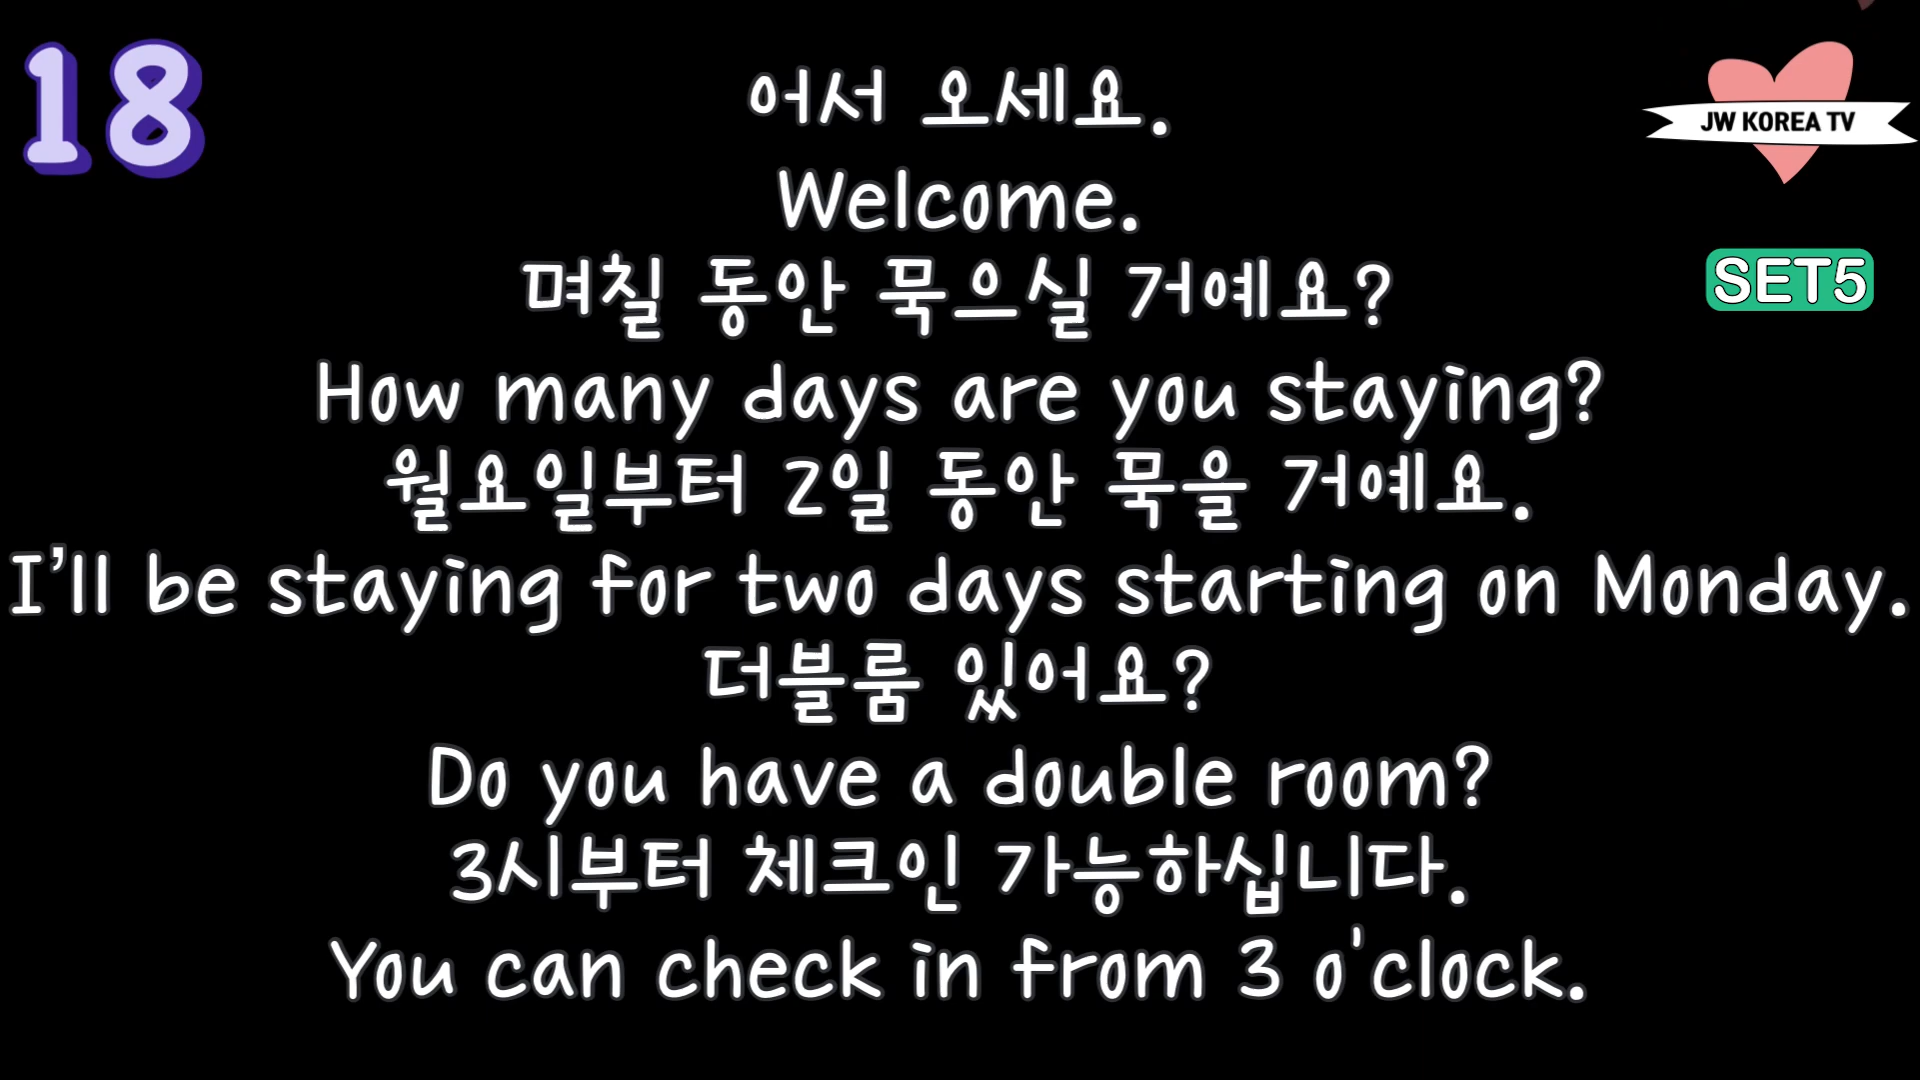 18
어서 오세요.
JW KOREA TV
Welcome.
며칠 동안 묵으실 거예요?
SET5
How many days are you staying?
월요일부터 2일 동안 묵을 거예요.
I’ll be staying for two days starting on Monday.
더블룸 있어요?
Do you have a double room?
3시부터 체크인 가능하십니다.
You can check in from 3 o'clock.